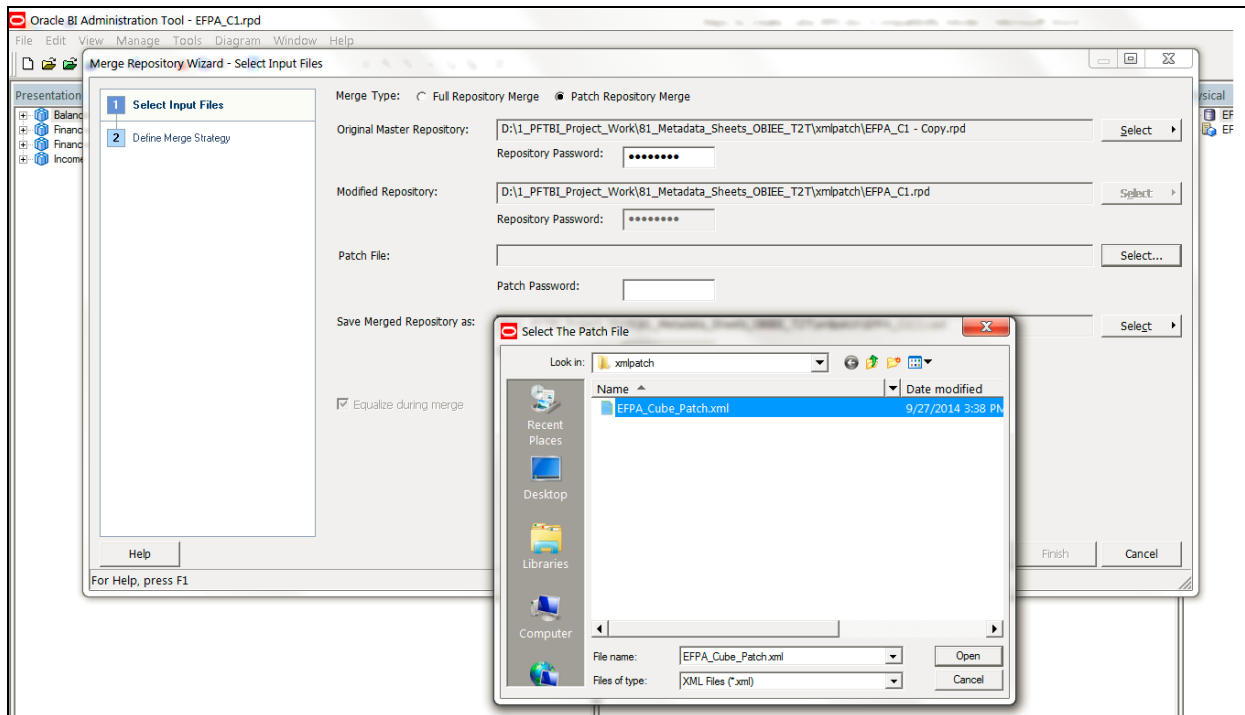 Oracle BI Administration Tool - EFPA_C1.rpd
File Edit View Manage Tools Diagram Window Help
Merge Repository Wizard - Select Input Files
Presentation
Balanc
Financ
Financ
Income
ysical
EF
EF
1 Select Input Files
2 Define Merge Strategy
Merge Type: Full Repository Merge Patch Repository Merge
Original Master Repository: D:\1_PFTBI_Project_Work\81_Metadata_Sheets_OBIEE_T2T\xmlpatch\EFPA_C1 - Copy.rpd Select
Repository Password: ••••••••
Modified Repository: D:\1_PFTBI_Project_Work\81_Metadata_Sheets_OBIEE_T2T\xmlpatch\EFPA_C1.rpd Select
Repository Password: ••••••••
Patch File: Select...
Patch Password:
Save Merged Repository as: Select
Equalize during merge
Select The Patch File
Look in: xmlpatch
Name Date modified
EFPA_Cube_Patch.xml 9/27/2014 3:38 PM
Recent
Places
Desktop
Libraries
Computer
File name: EFPA_Cube_Patch.xml Open
Files of type: XML Files (*.xml) Cancel
Help Finish Cancel
For Help, press F1